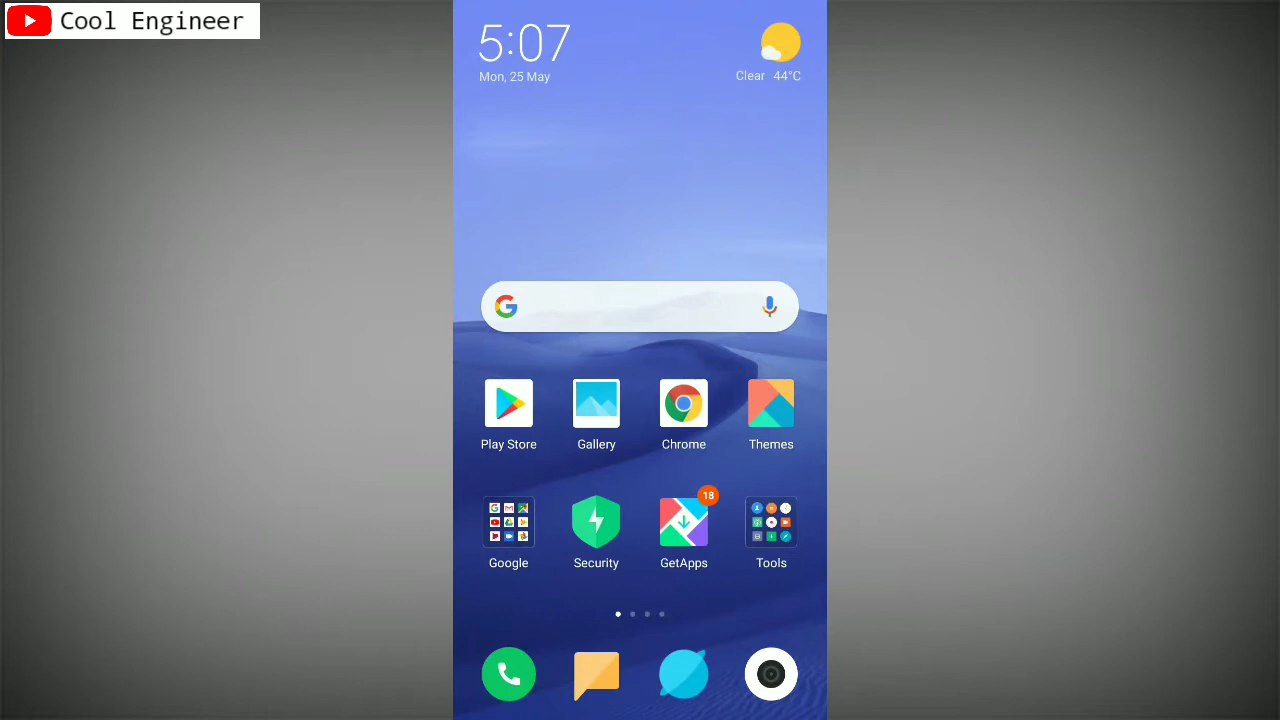 Cool Engineer
5:07
Mon, 25 May
Clear 44°C
Play Store
Gallery
Chrome
Themes
18
Google
Security
GetApps
Tools